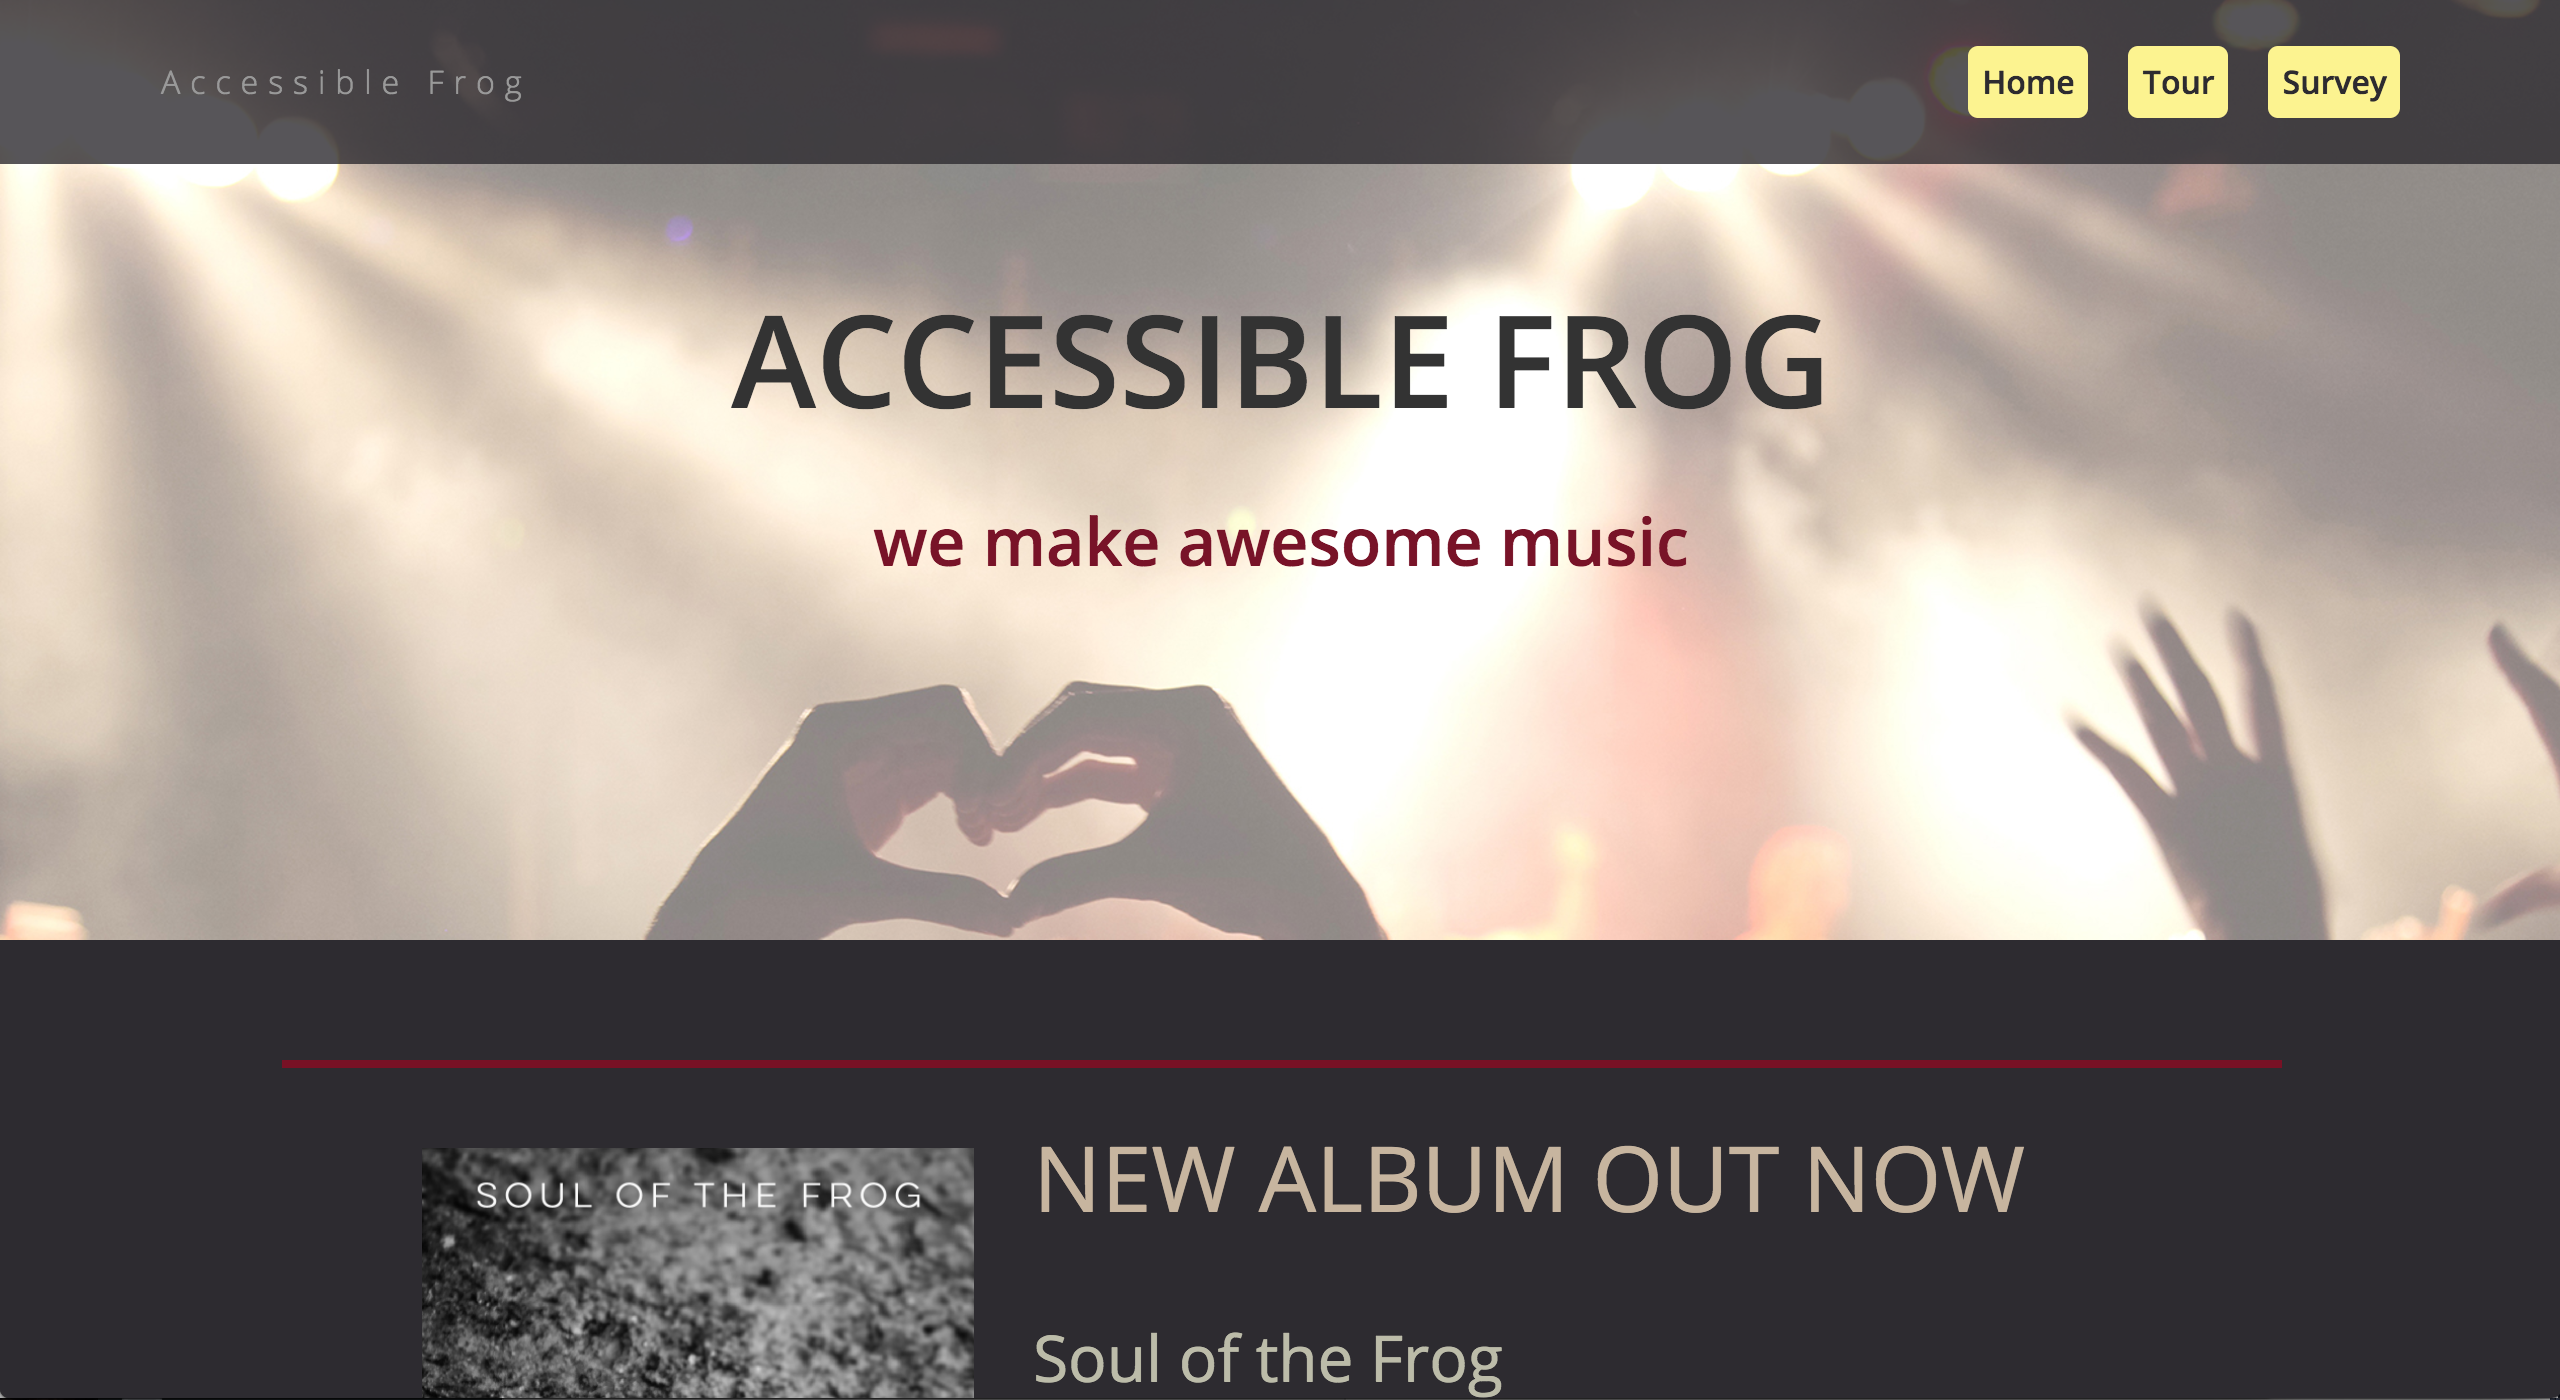 Accessible Frog
Home Tour Survey
ACCESSIBLE FROG
we make awesome music
SOUL OF THE FROG
NEW ALBUM OUT NOW
Soul of the Frog